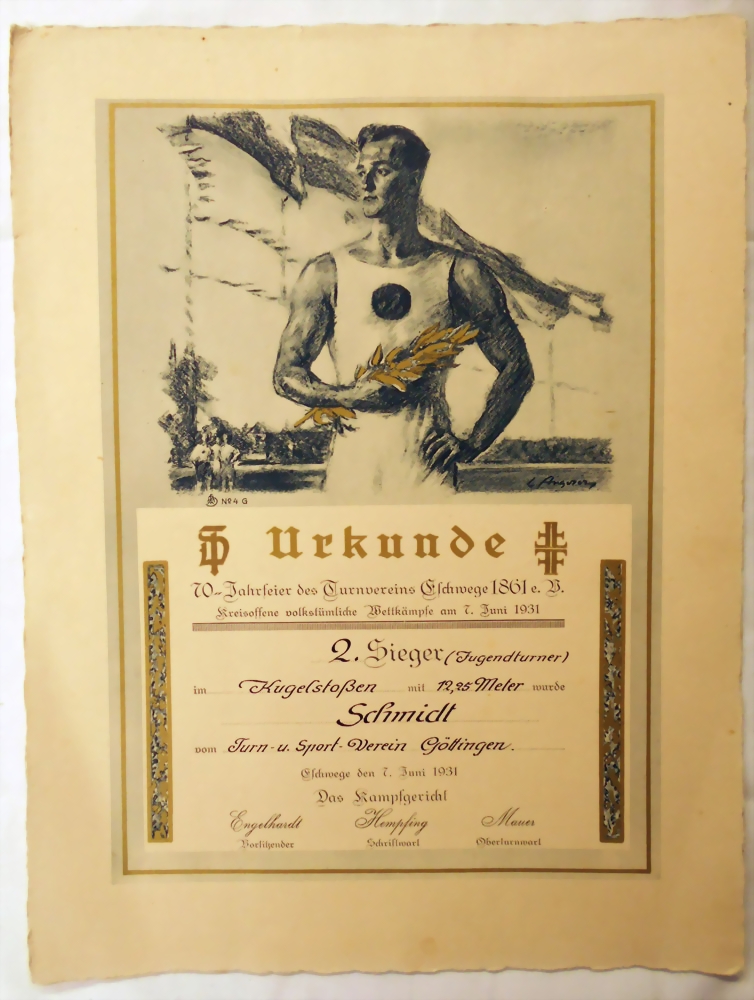 No 4 G
Urkunde
70-Jahrfeier des Turnvereins Eschwege 1861 e. V.
Kreisoffene volkstümliche Wettkämpfe am 7. Juni 1931
2. Sieger (Jugendturner)
im Kugelstoßen mit 12,25 Meter wurde
Schmidt
vom Turn- u. Sport-Verein Göttingen.
Eschwege den 7. Juni 1931
Das Kampfgericht
Engelhardt Hempfing Mauer
Vorsitzender Schriftwart Oberturnwart